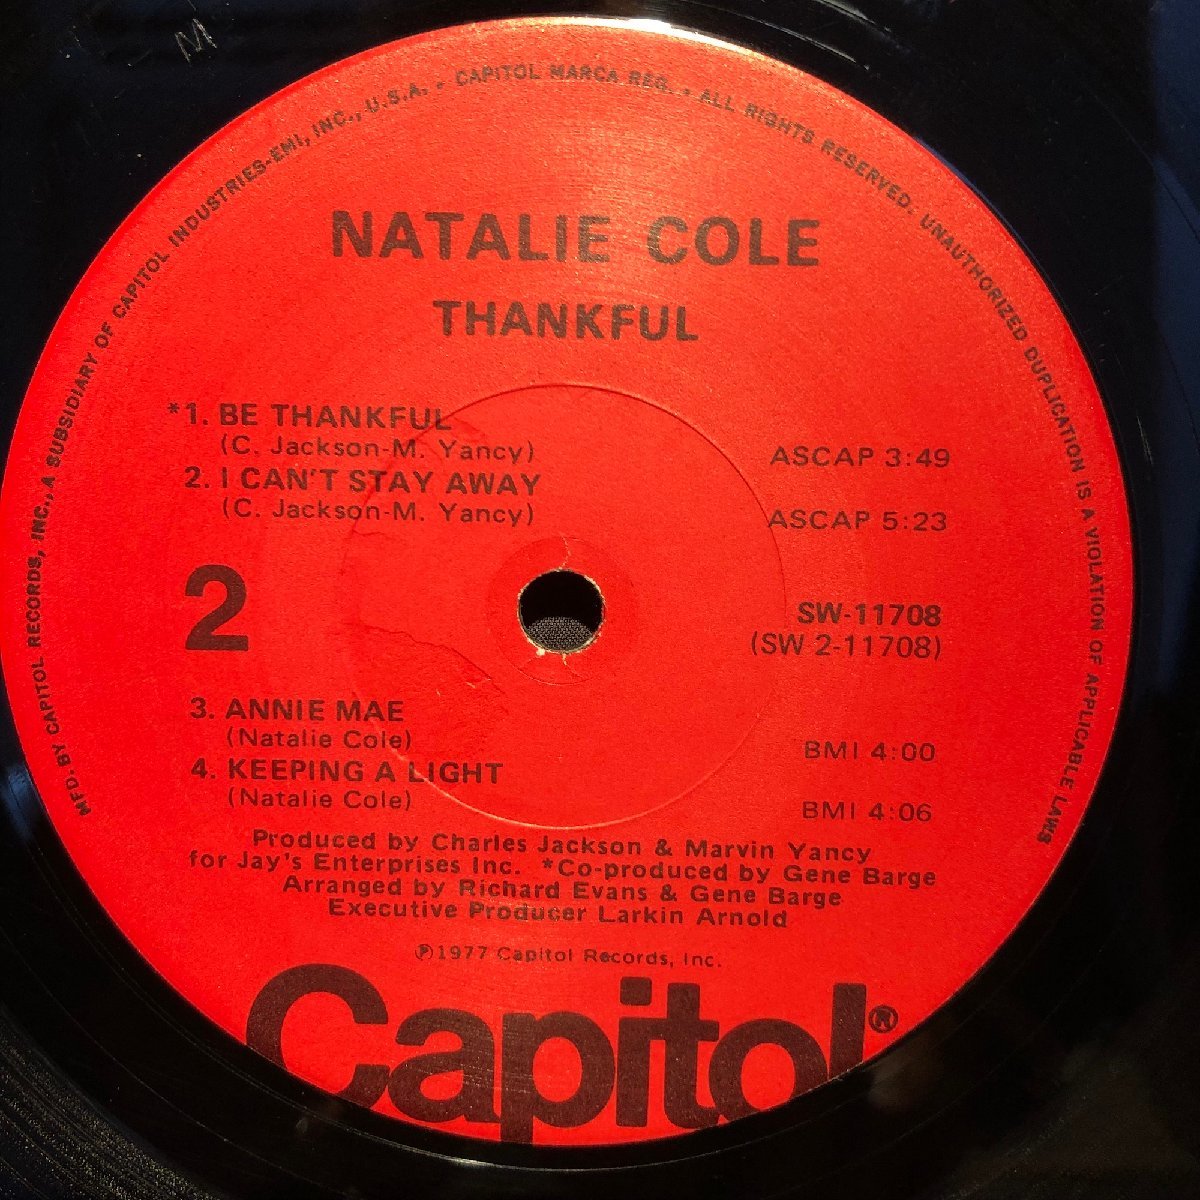 MFD. BY CAPITOL RECORDS, INC., A SUBSIDIARY OF CAPITOL INDUSTRIES-EMI, INC., U.S.A. · CAPITOL MARCA REG. · ALL RIGHTS RESERVED. UNAUTHORIZED DUPLICATION IS A VIOLATION OF APPLICABLE LAWS
NATALIE COLE
THANKFUL
*1. BE THANKFUL
(C. Jackson-M. Yancy) ASCAP 3:49
2. I CAN'T STAY AWAY
(C. Jackson-M. Yancy) ASCAP 5:23
2
SW-11708
(SW 2-11708)
3. ANNIE MAE
(Natalie Cole) BMI 4:00
4. KEEPING A LIGHT
(Natalie Cole) BMI 4:06
Produced by Charles Jackson & Marvin Yancy
for Jay's Enterprises Inc. *Co-produced by Gene Barge
Arranged by Richard Evans & Gene Barge
Executive Producer Larkin Arnold
℗1977 Capitol Records, Inc.
Capitol®